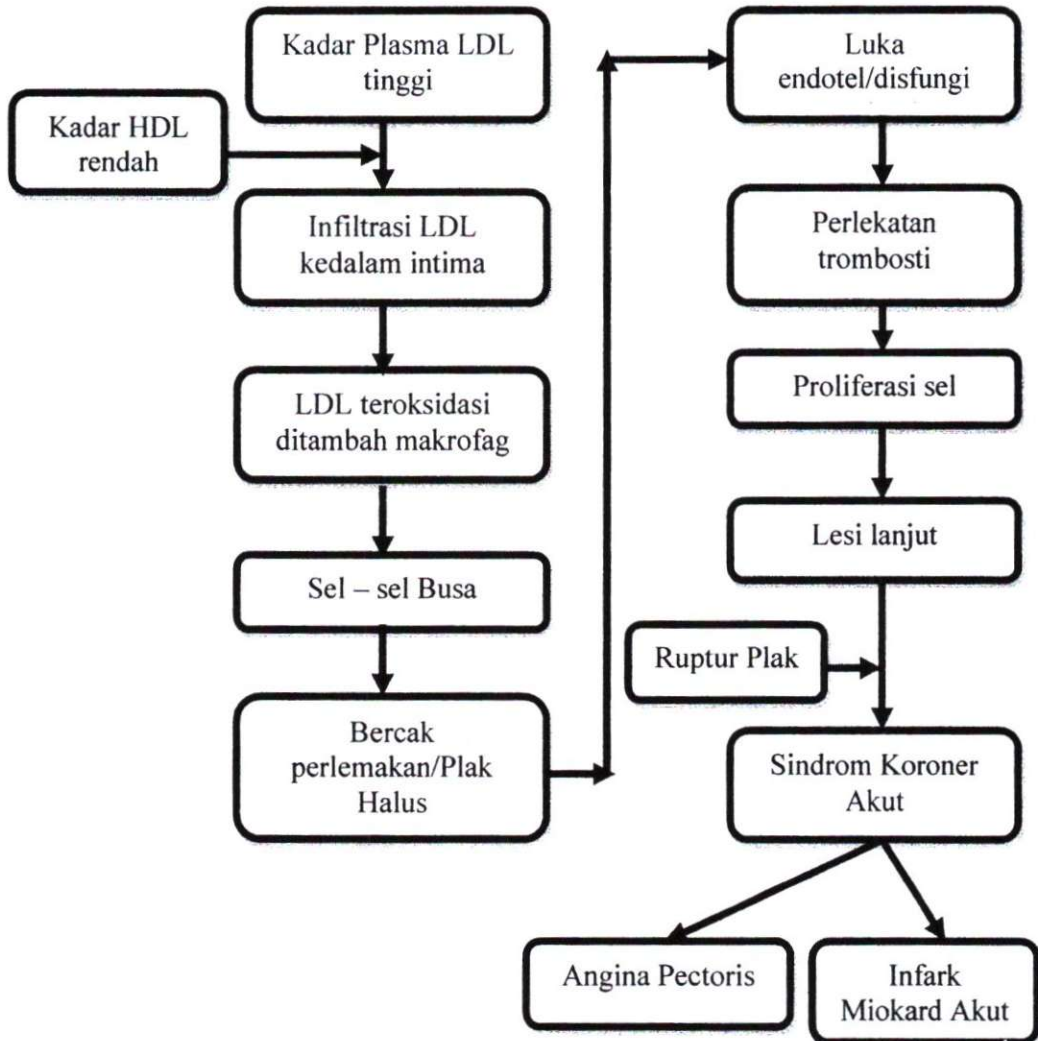 Kadar Plasma LDL
tinggi
Kadar HDL
rendah
Infiltrasi LDL
kedalam intima
LDL teroksidasi
ditambah makrofag
Sel – sel Busa
Bercak
perlemakan/Plak
Halus
Luka
endotel/disfungi
Perlekatan
trombosti
Proliferasi sel
Lesi lanjut
Ruptur Plak
Sindrom Koroner
Akut
Angina Pectoris
Infark
Miokard Akut